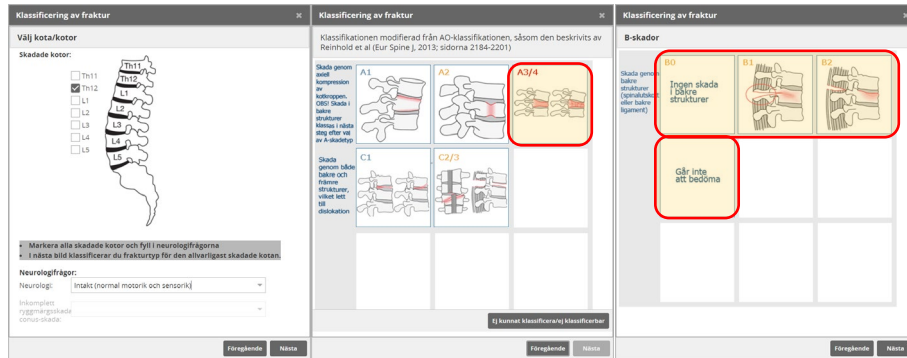 Klassificering av fraktur
×
Välj kota/kotor
Skadade kotor:
Th11
Th12
L1
L2
L3
L4
L5
Th11
Th12
L1
L2
L3
L4
L5
Markera alla skadade kotor och fyll i neurologifrågorna
I nästa bild klassificerar du frakturtyp för den allvarligast skadade kotan.
Neurologifrågor:
Neurologi:
Intakt (normal motorik och sensorik)
Inkomplett
ryggmärgsskada
conus-skada:
Föregående
Nästa
Klassificering av fraktur
×
Klassifikationen modifierad från AO-klassifikationen, såsom den beskrivits av
Reinhold et al (Eur Spine J, 2013; sidorna 2184-2201)
Skada genom
axiell
kompression
av
kotkroppen.
OBS! Skada i
bakre
strukturer
klassas i nästa
steg efter val
av A-skadetyp
A1
A2
A3/4
Skada
genom både
bakre och
främre
strukturer,
vilket lett
till
dislokation
C1
C2/3
Ej kunnat klassificera/ej klassificerbar
Föregående
Nästa
Klassificering av fraktur
×
B-skador
Skada genom
bakre
strukturer
(spinalutskott
eller bakre
ligament)
B0
Ingen skada
i bakre
strukturer
B1
B2
Går inte
att bedöma
Föregående
Nästa